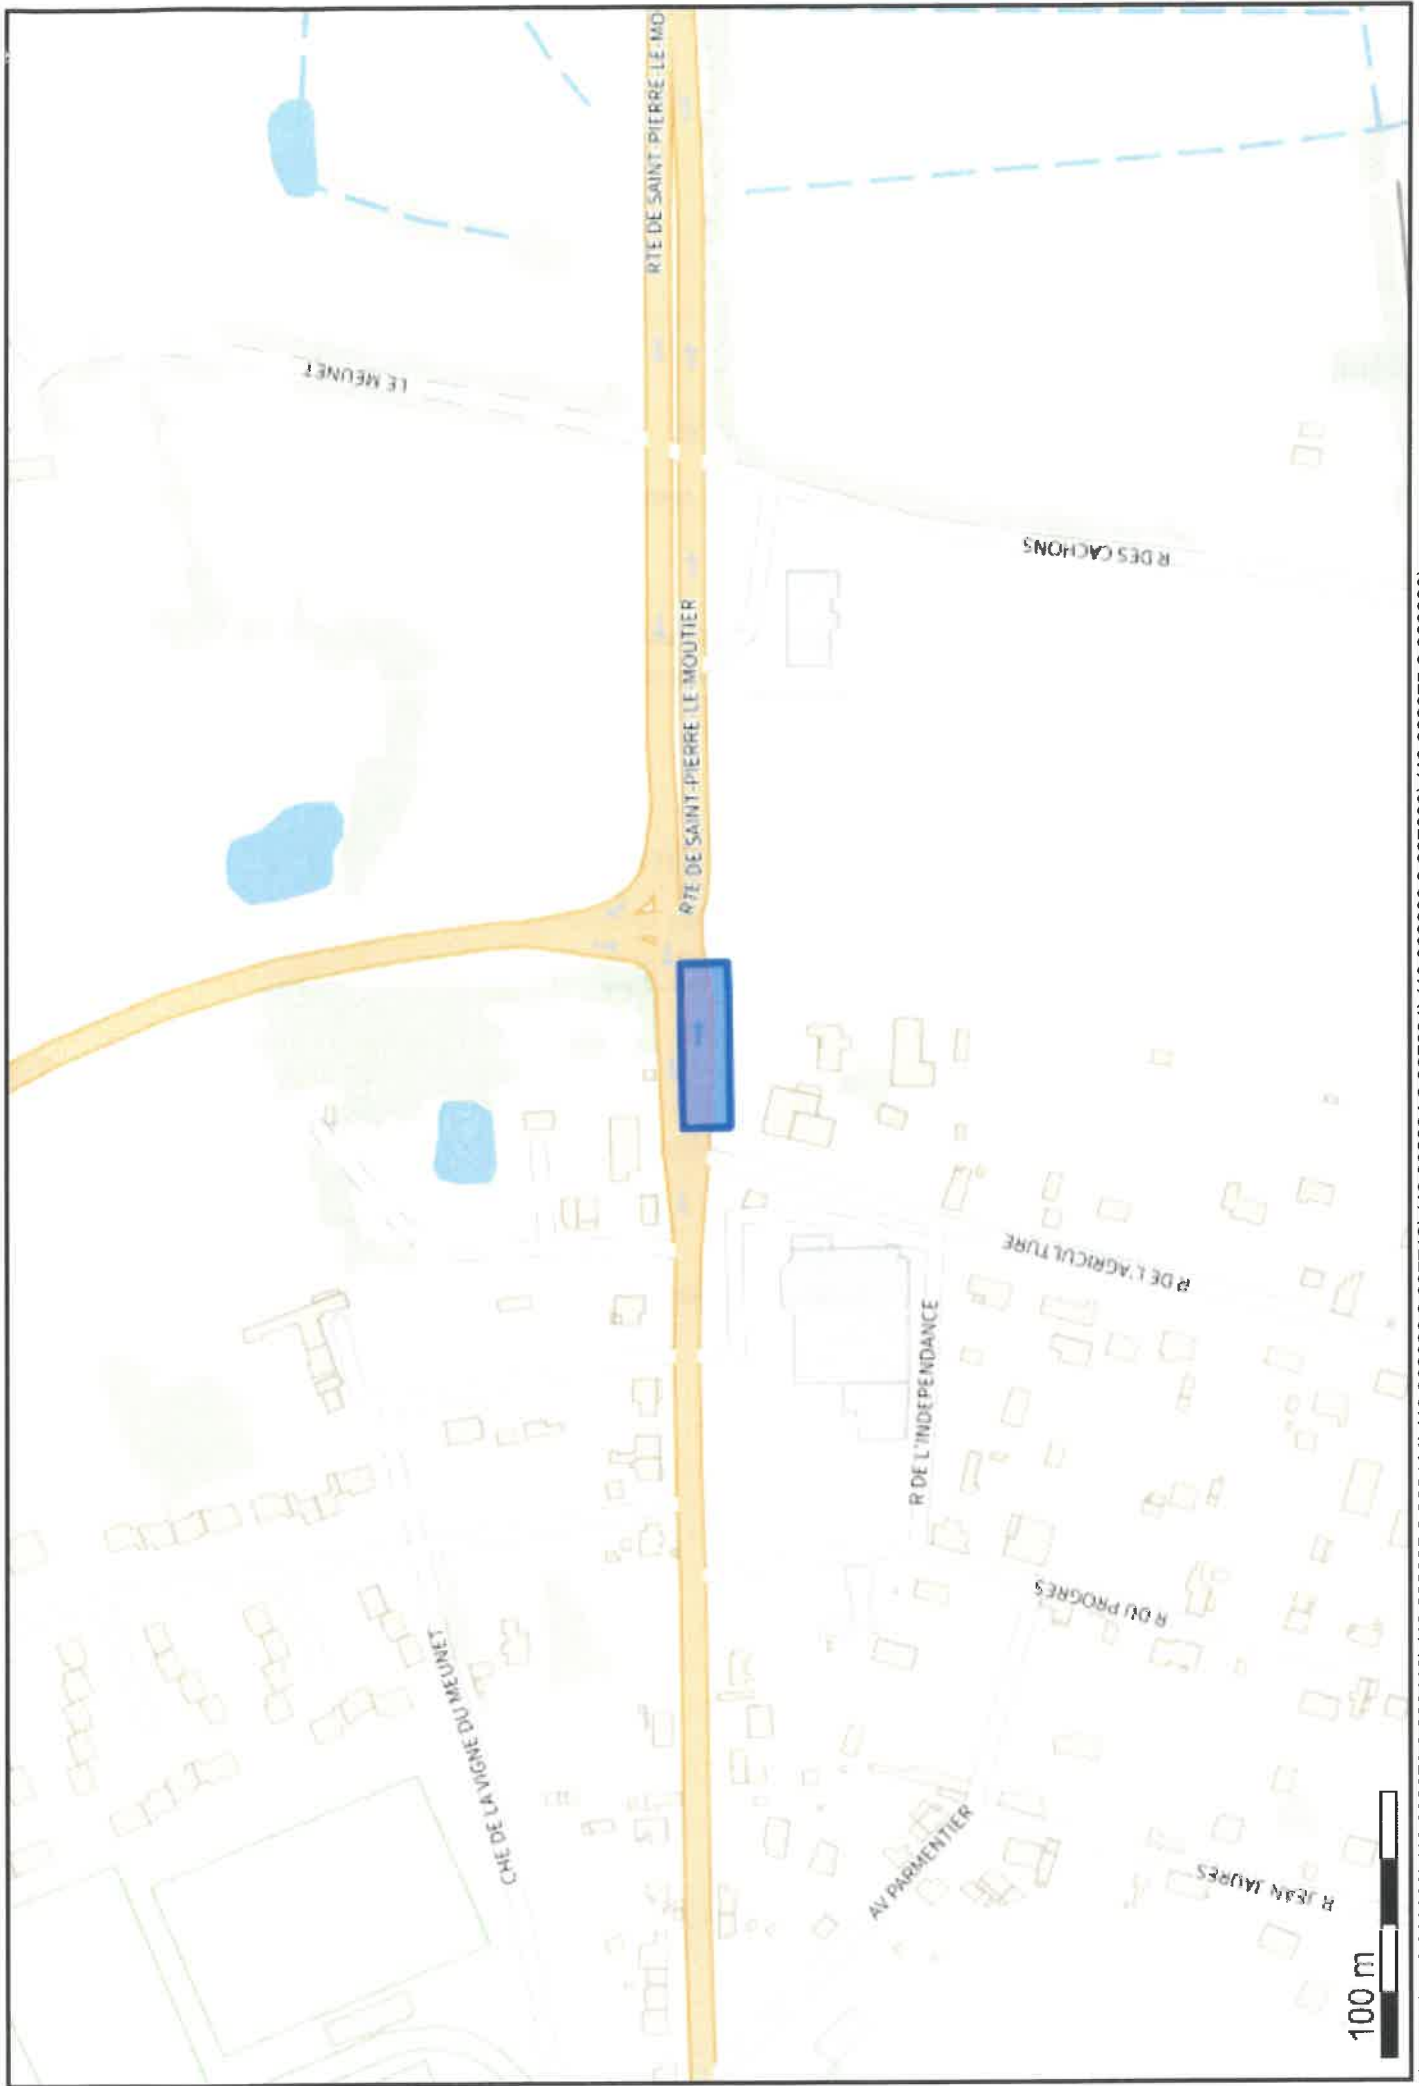 RTE DE SAINT-PIERRE-LE-MO
LE MEUNET
R DES CACHONS
RTE DE SAINT-PIERRE-LE-MOUTIER
R DE L'AGRICULTURE
R DE L'INDEPENDANCE
R DU PROGRES
CHE DE LA VIGNE DU MEUNET
AV PARMENTIER
R JEAN JAURES
100 m